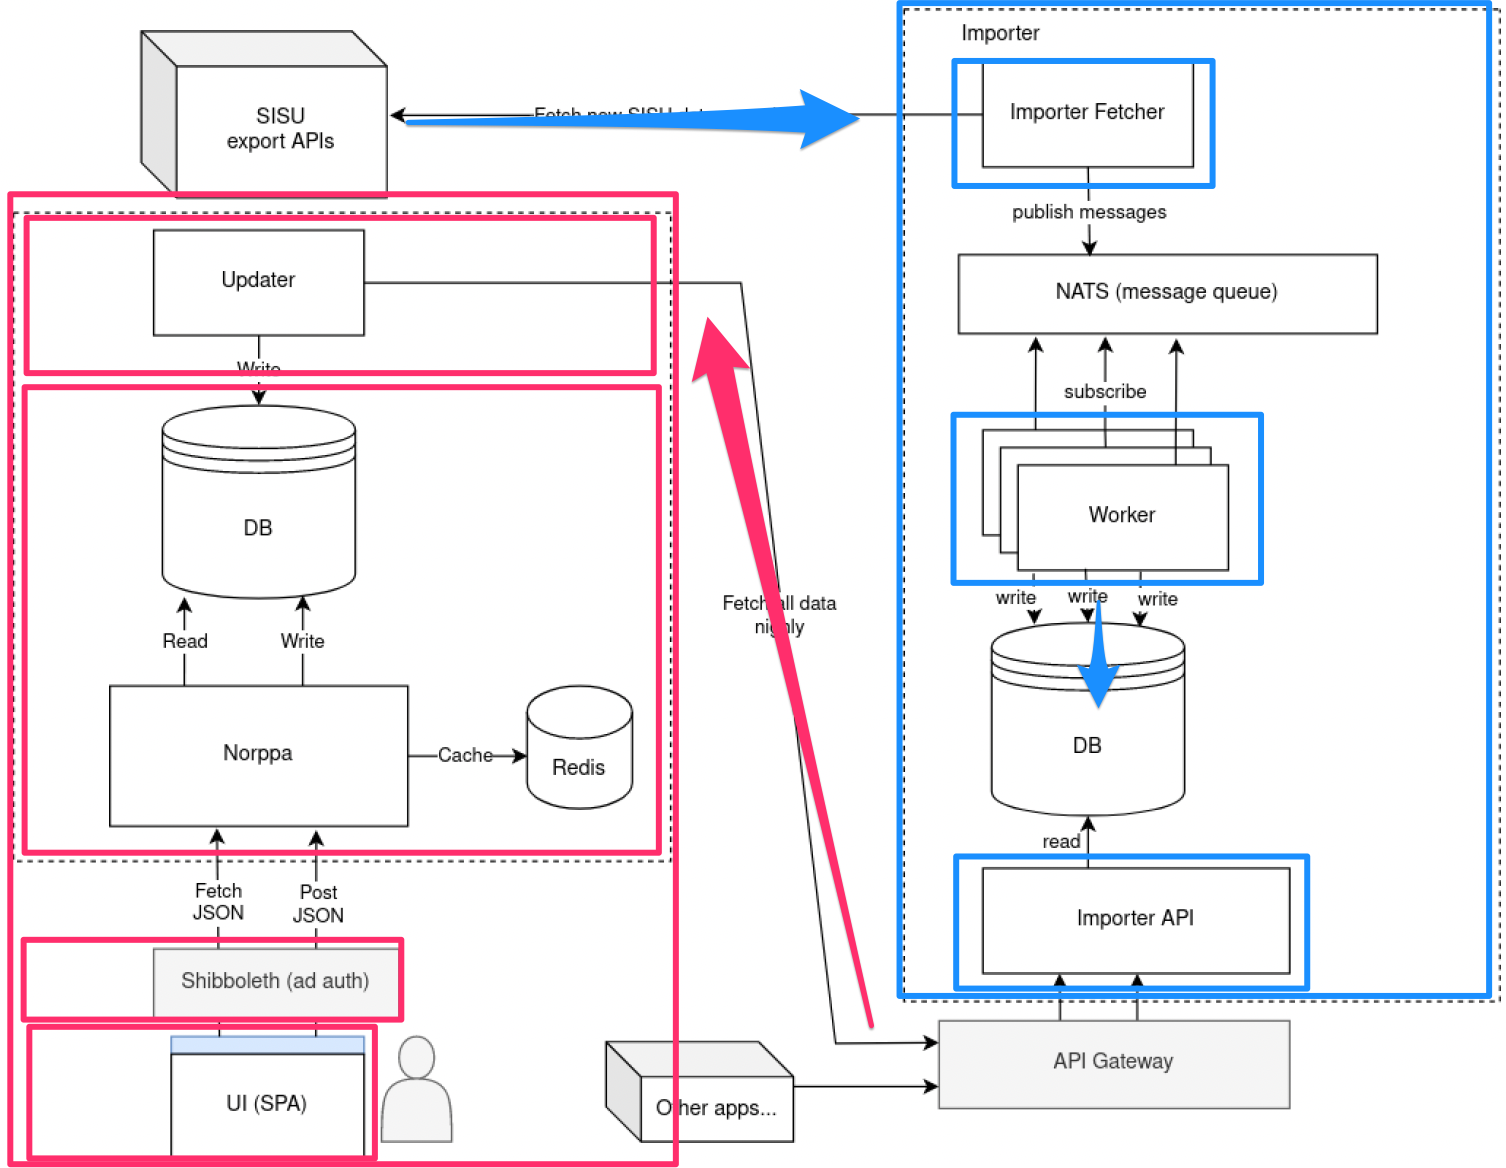 Importer
SISU
export APIs
Fetch new SISU
Importer Fetcher
publish messages
Updater
NATS (message queue)
Write
subscribe
DB
Worker
write
write
write
Fetch all data
nighly
Read
Write
Norppa
Cache
Redis
DB
read
Fetch
JSON
Post
JSON
Importer API
Shibboleth (ad auth)
API Gateway
UI (SPA)
Other apps...